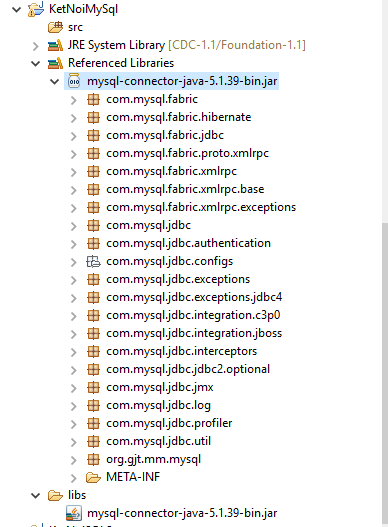 KetNoiMySql
src
JRE System Library [CDC-1.1/Foundation-1.1]
Referenced Libraries
mysql-connector-java-5.1.39-bin.jar
com.mysql.fabric
com.mysql.fabric.hibernate
com.mysql.fabric.jdbc
com.mysql.fabric.proto.xmlrpc
com.mysql.fabric.xmlrpc
com.mysql.fabric.xmlrpc.base
com.mysql.fabric.xmlrpc.exceptions
com.mysql.jdbc
com.mysql.jdbc.authentication
com.mysql.jdbc.configs
com.mysql.jdbc.exceptions
com.mysql.jdbc.exceptions.jdbc4
com.mysql.jdbc.integration.c3p0
com.mysql.jdbc.integration.jboss
com.mysql.jdbc.interceptors
com.mysql.jdbc.jdbc2.optional
com.mysql.jdbc.jmx
com.mysql.jdbc.log
com.mysql.jdbc.profiler
com.mysql.jdbc.util
org.gjt.mm.mysql
META-INF
libs
mysql-connector-java-5.1.39-bin.jar